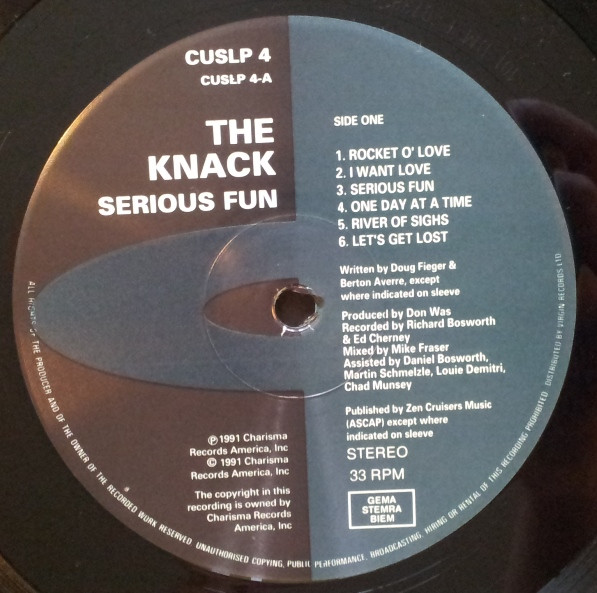 CUSLP 4
CUSLP 4-A
THE
KNACK
SERIOUS FUN
SIDE ONE
1. ROCKET O' LOVE
2. I WANT LOVE
3. SERIOUS FUN
4. ONE DAY AT A TIME
5. RIVER OF SIGHS
6. LET'S GET LOST
Written by Doug Fieger &
Berton Averre, except
where indicated on sleeve
Produced by Don Was
Recorded by Richard Bosworth
& Ed Cherney
Mixed by Mike Fraser
Assisted by Daniel Bosworth,
Martin Schmelzle, Louie Demitri,
Chad Munsey
Published by Zen Cruisers Music
(ASCAP) except where
indicated on sleeve
STEREO
33 RPM
GEMA
STEMRA
BIEM
℗ 1991 Charisma
Records America, Inc
© 1991 Charisma
Records America, Inc
The copyright in this
recording is owned by
Charisma Records
America, Inc
ALL RIGHTS OF THE PRODUCER AND OF THE OWNER OF THE RECORDED WORK RESERVED UNAUTHORISED COPYING, PUBLIC PERFORMANCE, BROADCASTING, HIRING OR RENTAL OF THIS RECORDING PROHIBITED DISTRIBUTED BY VIRGIN RECORDS LTD